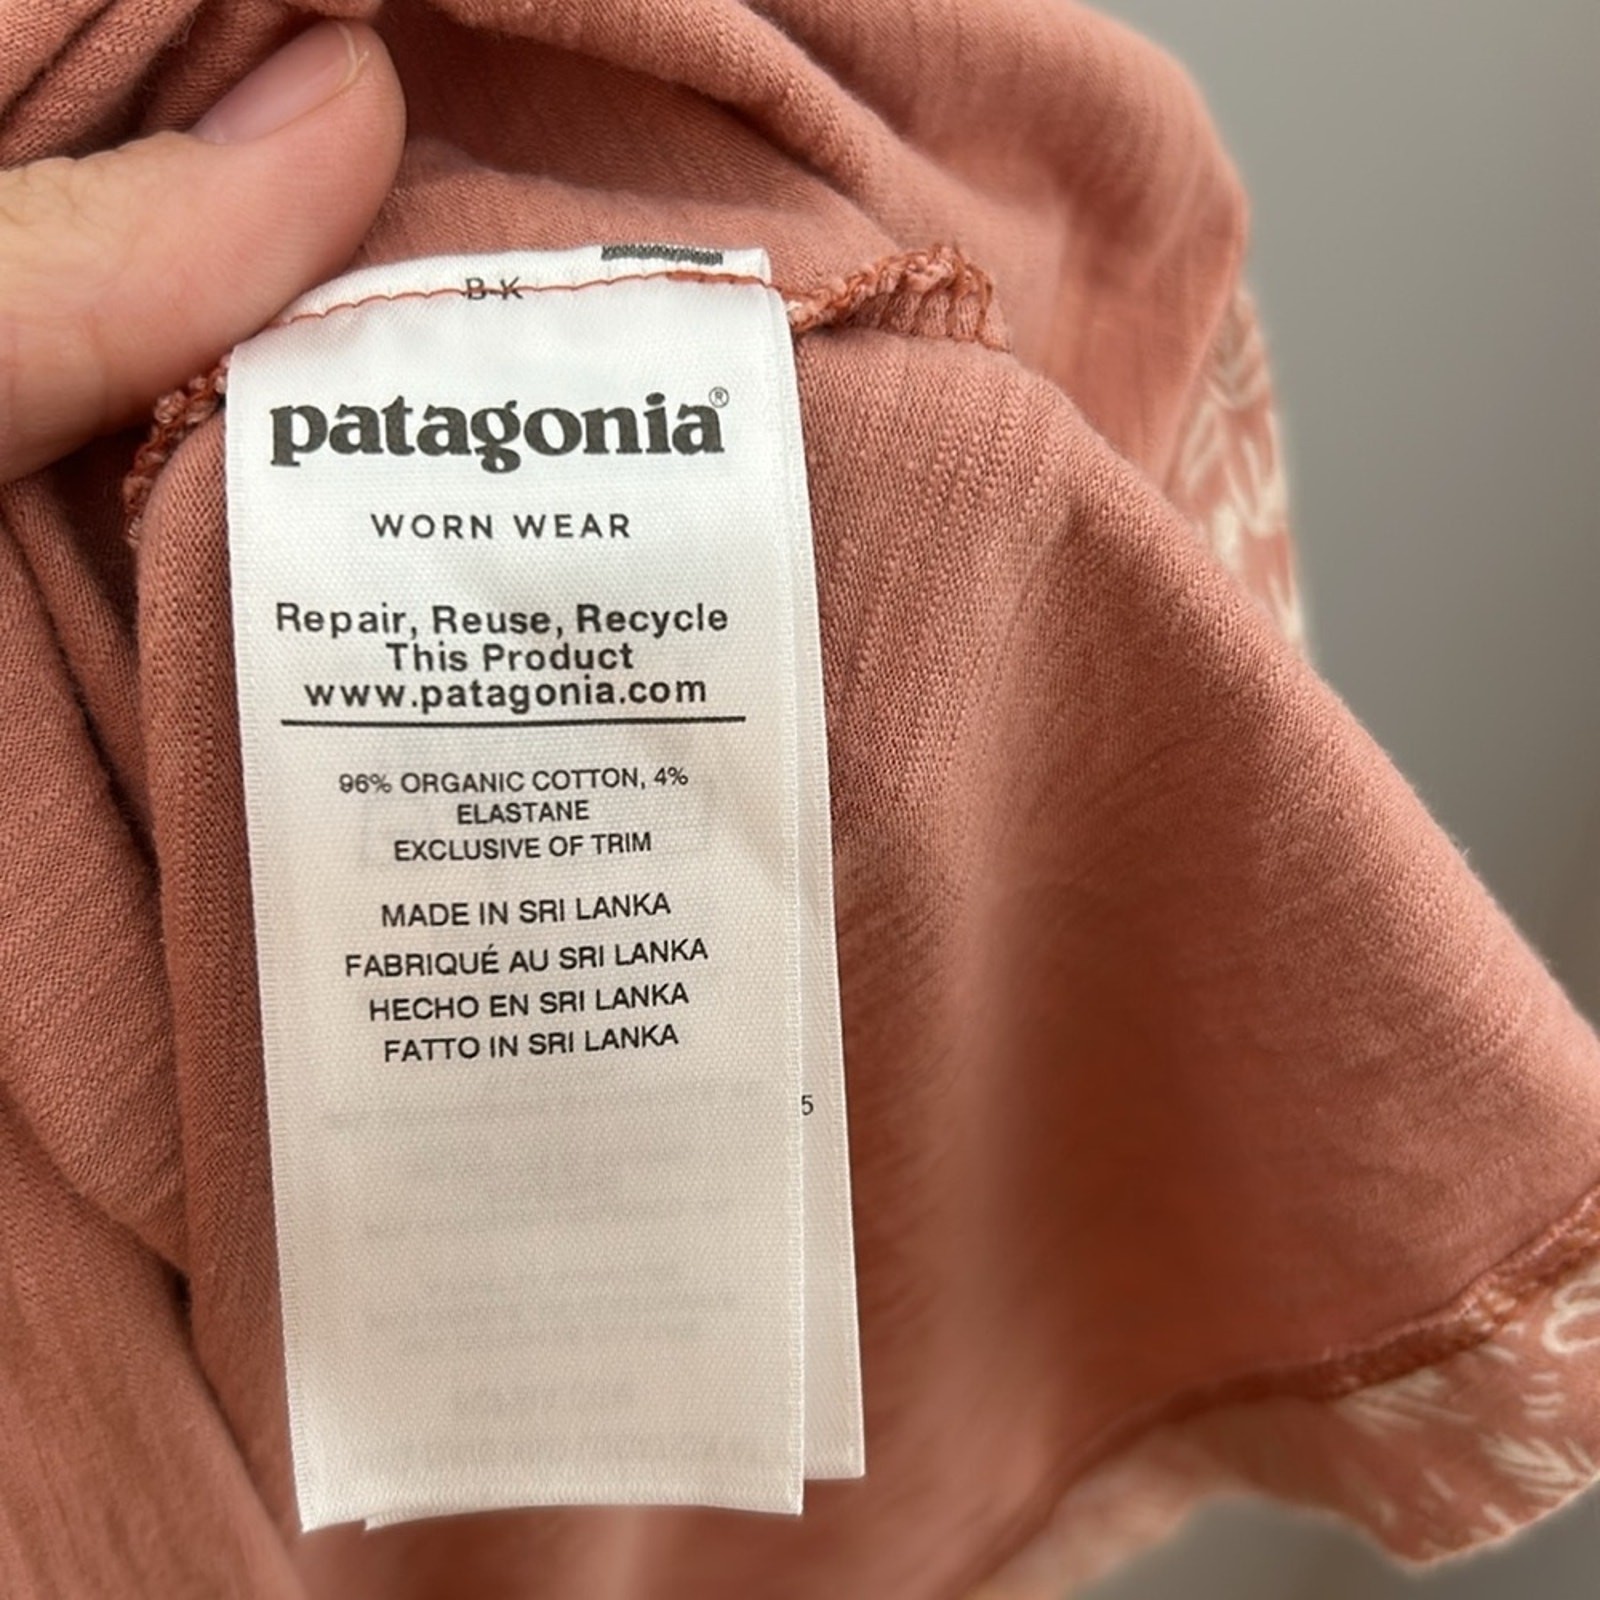 B-K
patagonia®
WORN WEAR
Repair, Reuse, Recycle
This Product
www.patagonia.com
96% ORGANIC COTTON, 4%
ELASTANE
EXCLUSIVE OF TRIM
MADE IN SRI LANKA
FABRIQUÉ AU SRI LANKA
HECHO EN SRI LANKA
FATTO IN SRI LANKA
5